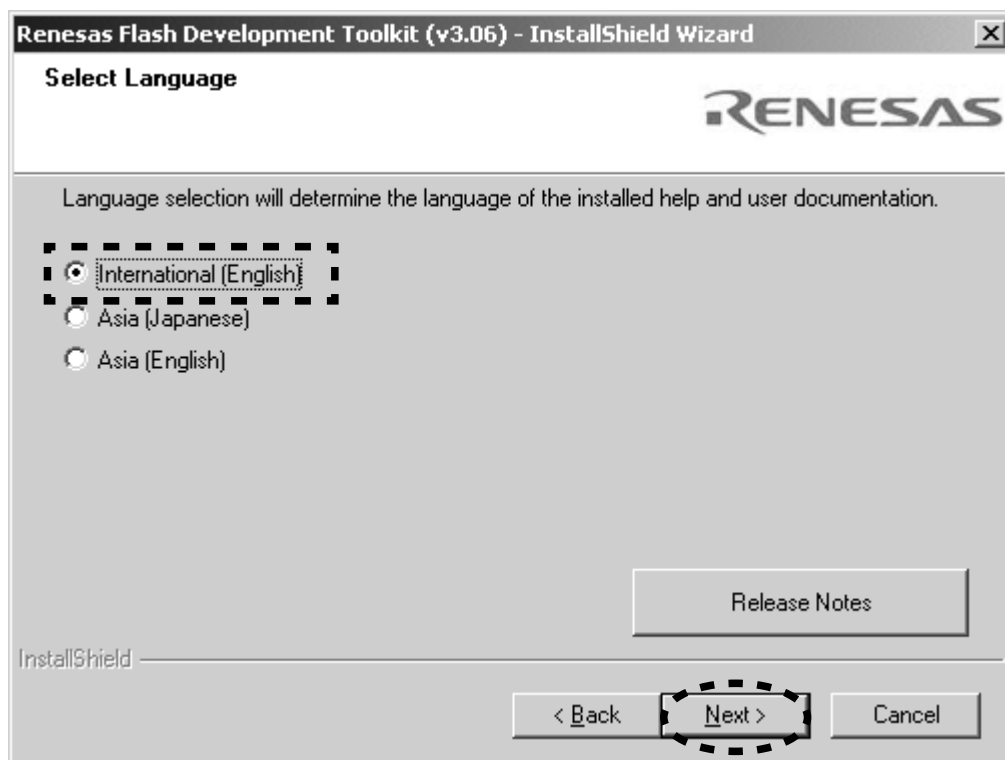 Renesas Flash Development Toolkit (v3.06) - InstallShield Wizard
Select Language
RENESAS
Language selection will determine the language of the installed help and user documentation.
International (English)
Asia (Japanese)
Asia (English)
Release Notes
InstallShield
< Back Next > Cancel